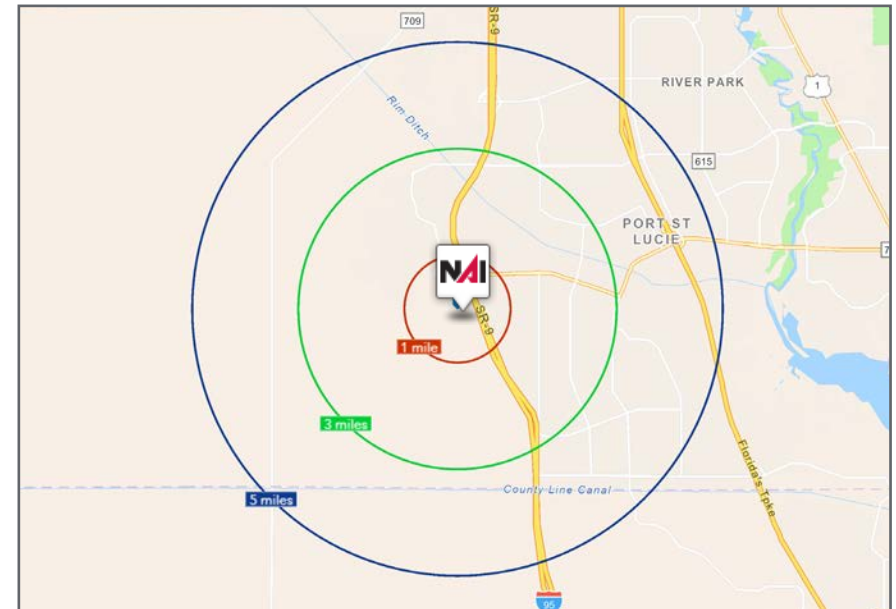 709
SR-9
RIVER PARK
1
Rim Ditch
615
PORT ST
LUCIE
7
NAI
SR-9
1 mile
3 miles
Florida's Tpke
County Line Canal
5 miles
95